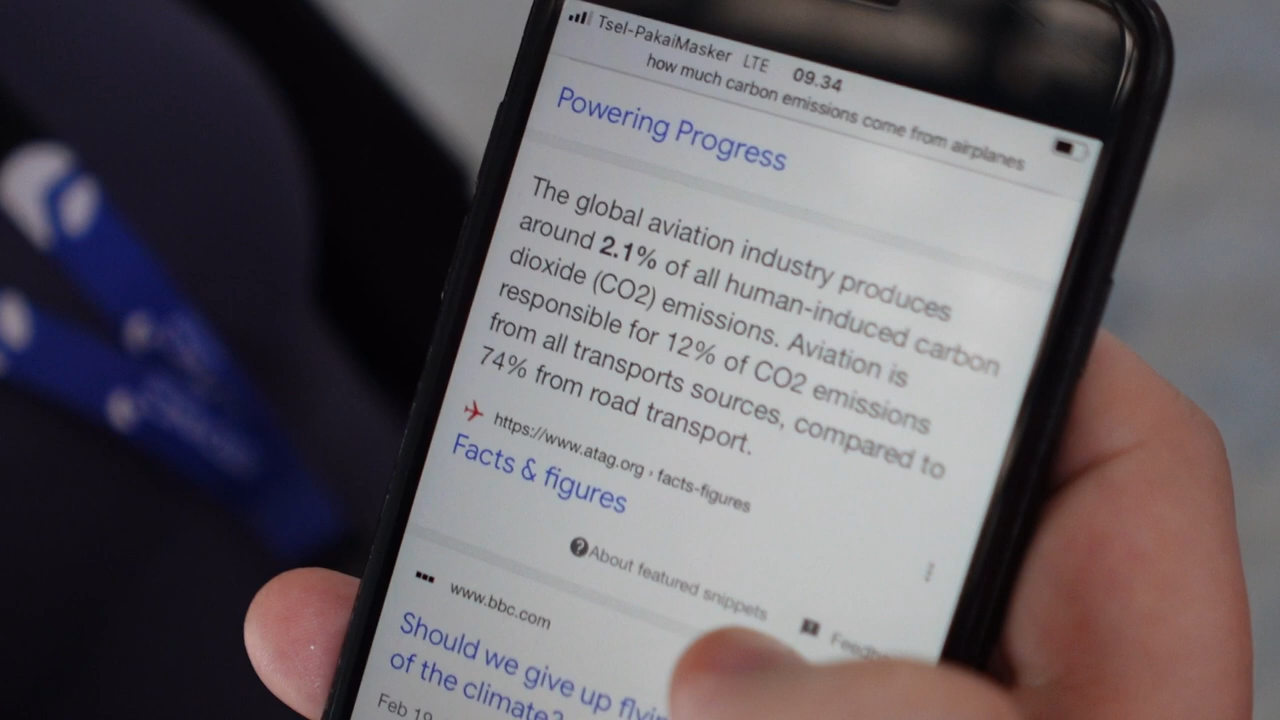 Tsel-PakaiMasker LTE 09.34
how much carbon emissions come from airplanes
Powering Progress
The global aviation industry produces
around 2.1% of all human-induced carbon
dioxide (CO2) emissions. Aviation is
responsible for 12% of CO2 emissions
from all transports sources, compared to
74% from road transport.
https://www.atag.org › facts-figures
Facts & figures
About featured snippets
www.bbc.com
Should we give up
of the climate?
Feb 19